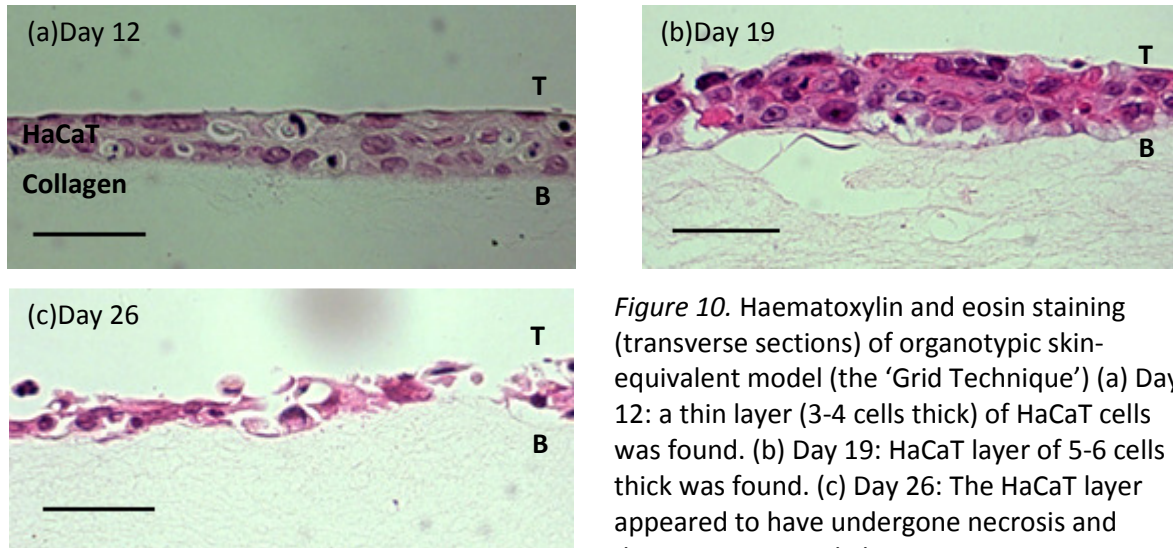 (a)Day 12
T
HaCaT
Collagen
B
(b)Day 19
T
B
(c)Day 26
T
B
Figure 10. Haematoxylin and eosin staining
(transverse sections) of organotypic skin-
equivalent model (the ‘Grid Technique’) (a) Day
12: a thin layer (3-4 cells thick) of HaCaT cells
was found. (b) Day 19: HaCaT layer of 5-6 cells
thick was found. (c) Day 26: The HaCaT layer
appeared to have undergone necrosis and